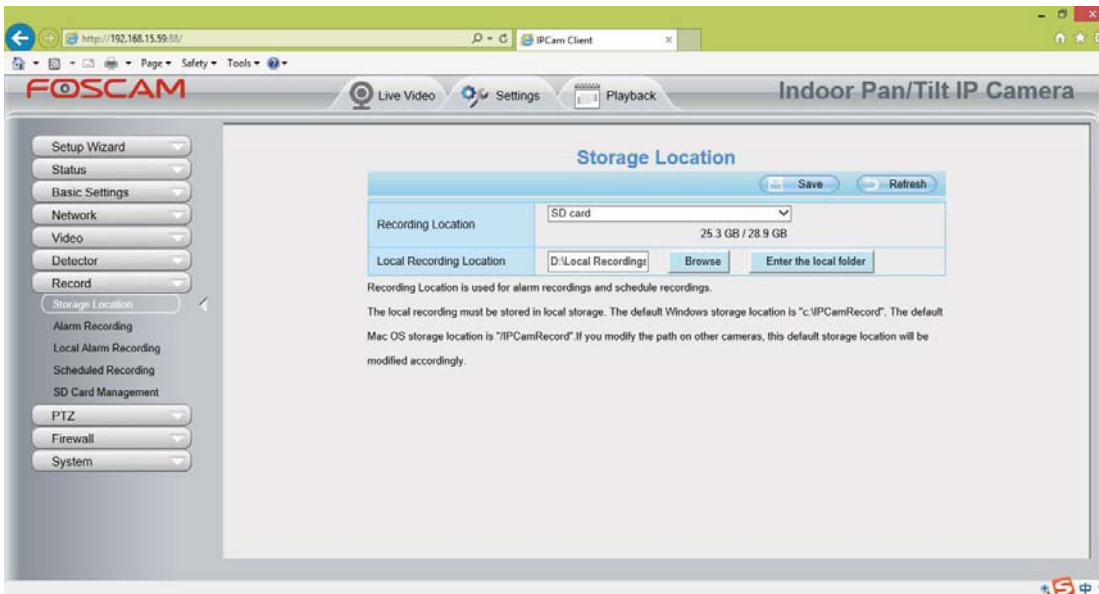 http://192.168.15.59:88/
IPCam Client
Page Safety Tools
FOSCAM
Live Video
Settings
Playback
Indoor Pan/Tilt IP Camera
Setup Wizard
Status
Basic Settings
Network
Video
Detector
Record
Storage Location
Alarm Recording
Local Alarm Recording
Scheduled Recording
SD Card Management
PTZ
Firewall
System
Storage Location
Save
Refresh
Recording Location
SD card
25.3 GB / 28.9 GB
Local Recording Location
D:\Local Recordings
Browse
Enter the local folder
Recording Location is used for alarm recordings and schedule recordings.
The local recording must be stored in local storage. The default Windows storage location is "c:\IPCamRecord". The default
Mac OS storage location is "/IPCamRecord".If you modify the path on other cameras, this default storage location will be
modified accordingly.
中